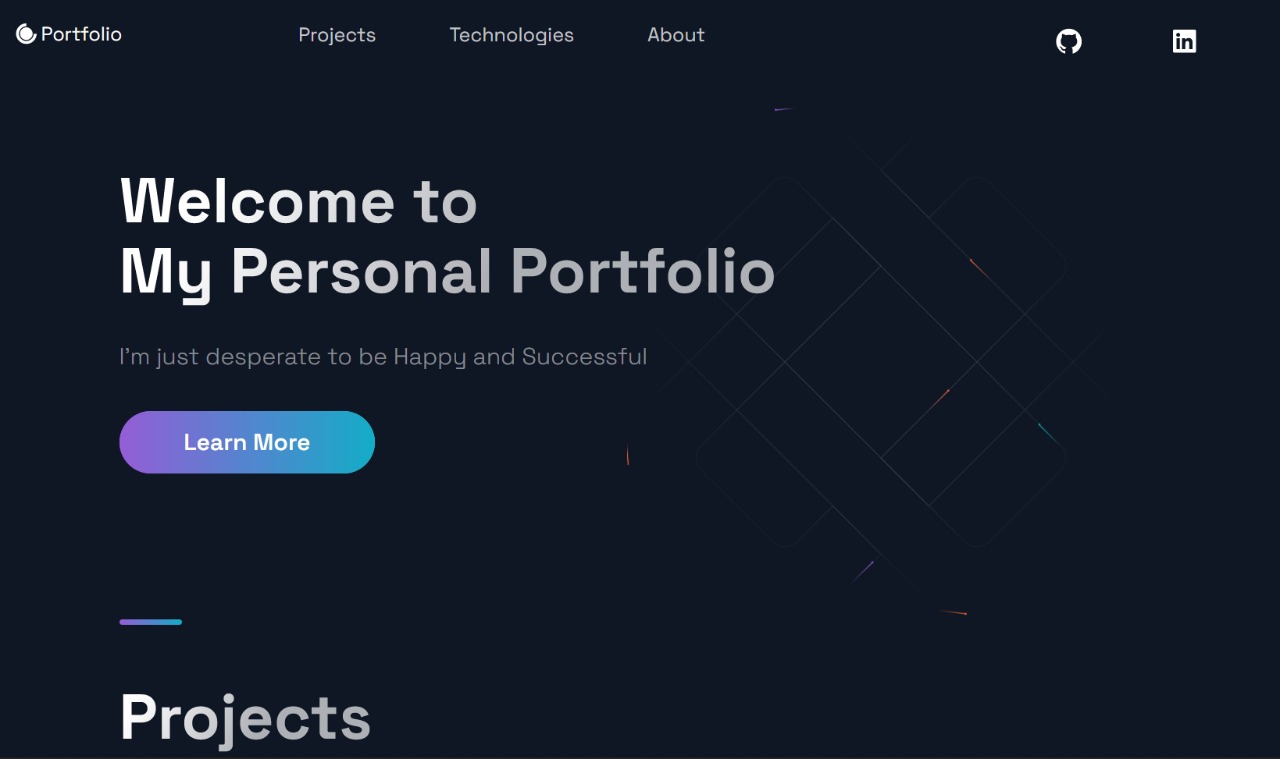 Portfolio
Projects
Technologies
About
Welcome to
My Personal Portfolio
I'm just desperate to be Happy and Successful
Learn More
Projects